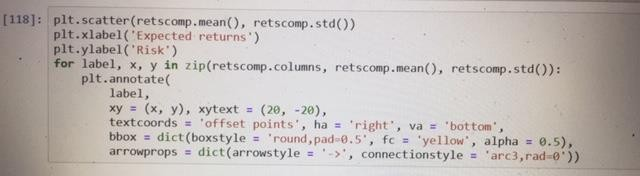 [118]: plt.scatter(retscomp.mean(), retscomp.std())
plt.xlabel('Expected returns')
plt.ylabel('Risk')
for label, x, y in zip(retscomp.columns, retscomp.mean(), retscomp.std()):
    plt.annotate(
        label,
        xy = (x, y), xytext = (20, -20),
        textcoords = 'offset points', ha = 'right', va = 'bottom',
        bbox = dict(boxstyle = 'round,pad=0.5', fc = 'yellow', alpha = 0.5),
        arrowprops = dict(arrowstyle = '->', connectionstyle = 'arc3,rad=0'))